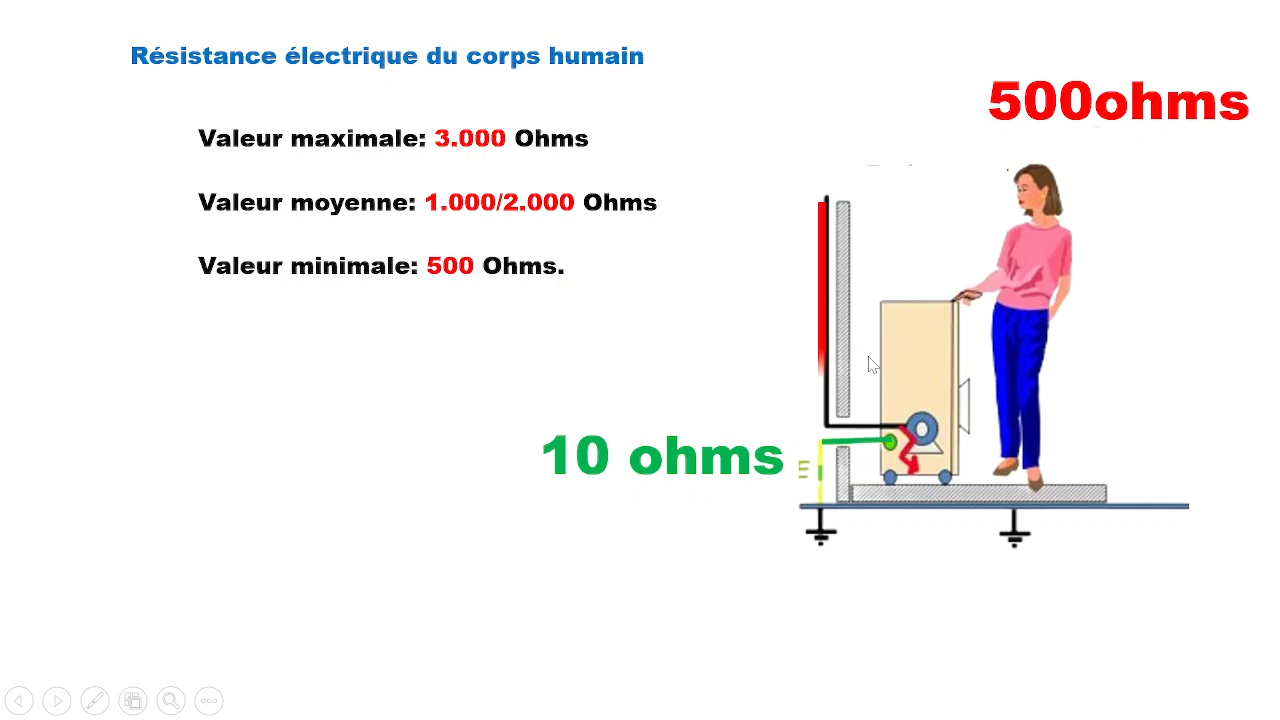 Résistance électrique du corps humain
500ohms
Valeur maximale: 3.000 Ohms
Valeur moyenne: 1.000/2.000 Ohms
Valeur minimale: 500 Ohms.
10 ohms